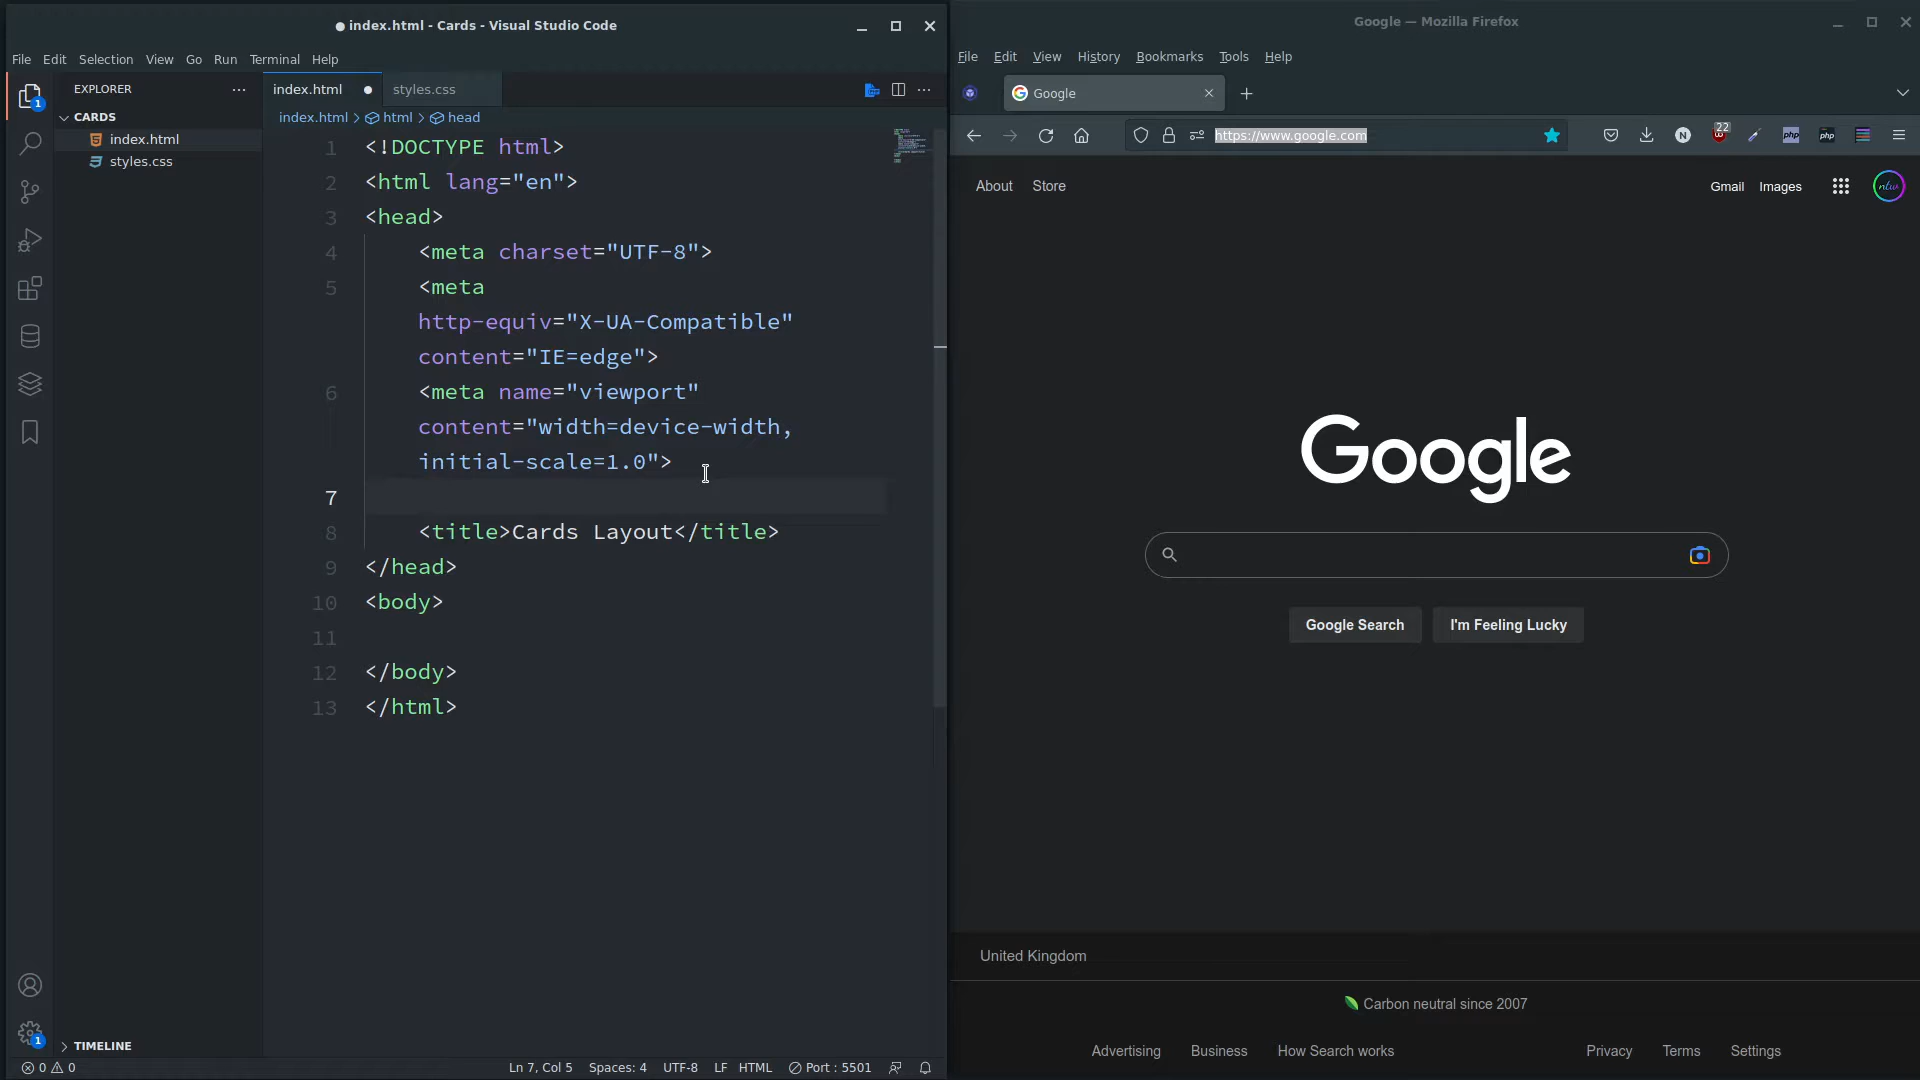 index.html - Cards - Visual Studio Code
File Edit Selection View Go Run Terminal Help
EXPLORER
CARDS
index.html
styles.css
TIMELINE
1
1
index.html styles.css
index.html > html > head
1 <!DOCTYPE html>
2 <html lang="en">
3 <head>
4 <meta charset="UTF-8">
5 <meta
http-equiv="X-UA-Compatible"
content="IE=edge">
6 <meta name="viewport"
content="width=device-width,
initial-scale=1.0">
7
8 <title>Cards Layout</title>
9 </head>
10 <body>
11
12 </body>
13 </html>
0 0 Ln 7, Col 5 Spaces: 4 UTF-8 LF HTML Port : 5501
Google — Mozilla Firefox
File Edit View History Bookmarks Tools Help
Google
https://www.google.com
22
N
php
php
About Store Gmail Images
ntw
Google
Google Search I'm Feeling Lucky
United Kingdom
Carbon neutral since 2007
Advertising Business How Search works Privacy Terms Settings